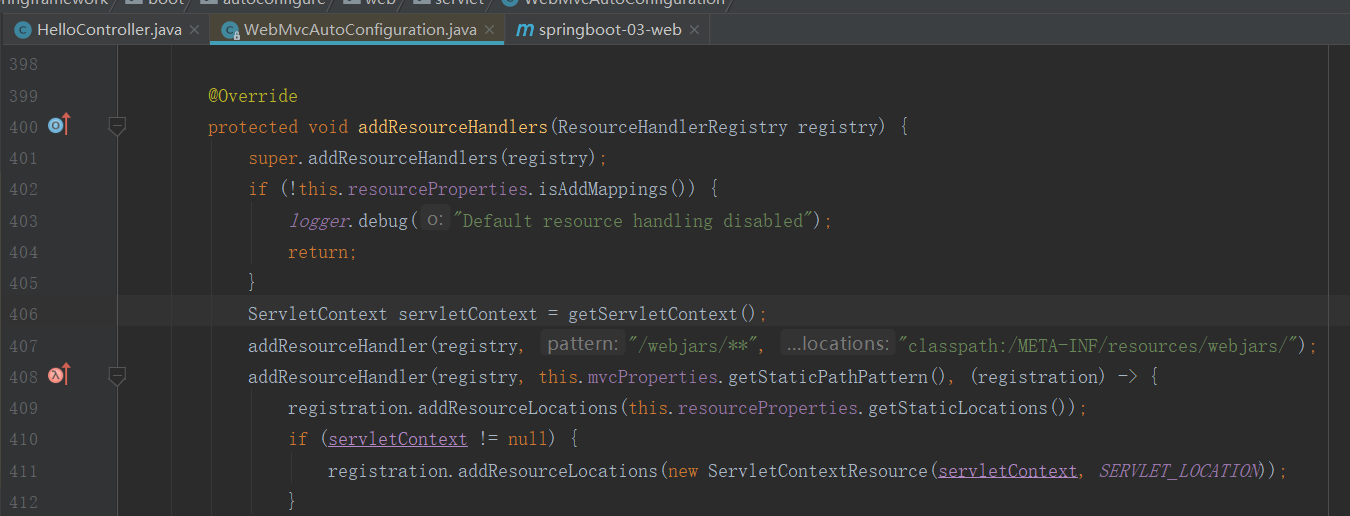 ringframework boot autoconfigure web servlet WebMvcAutoConfiguration
HelloController.java WebMvcAutoConfiguration.java springboot-03-web
398
399 @Override
400 protected void addResourceHandlers(ResourceHandlerRegistry registry) {
401 super.addResourceHandlers(registry);
402 if (!this.resourceProperties.isAddMappings()) {
403 logger.debug( o: "Default resource handling disabled");
404 return;
405 }
406 ServletContext servletContext = getServletContext();
407 addResourceHandler(registry, pattern: "/webjars/**", ...locations: "classpath:/META-INF/resources/webjars/");
408 addResourceHandler(registry, this.mvcProperties.getStaticPathPattern(), (registration) -> {
409 registration.addResourceLocations(this.resourceProperties.getStaticLocations());
410 if (servletContext != null) {
411 registration.addResourceLocations(new ServletContextResource(servletContext, SERVLET_LOCATION));
412 }